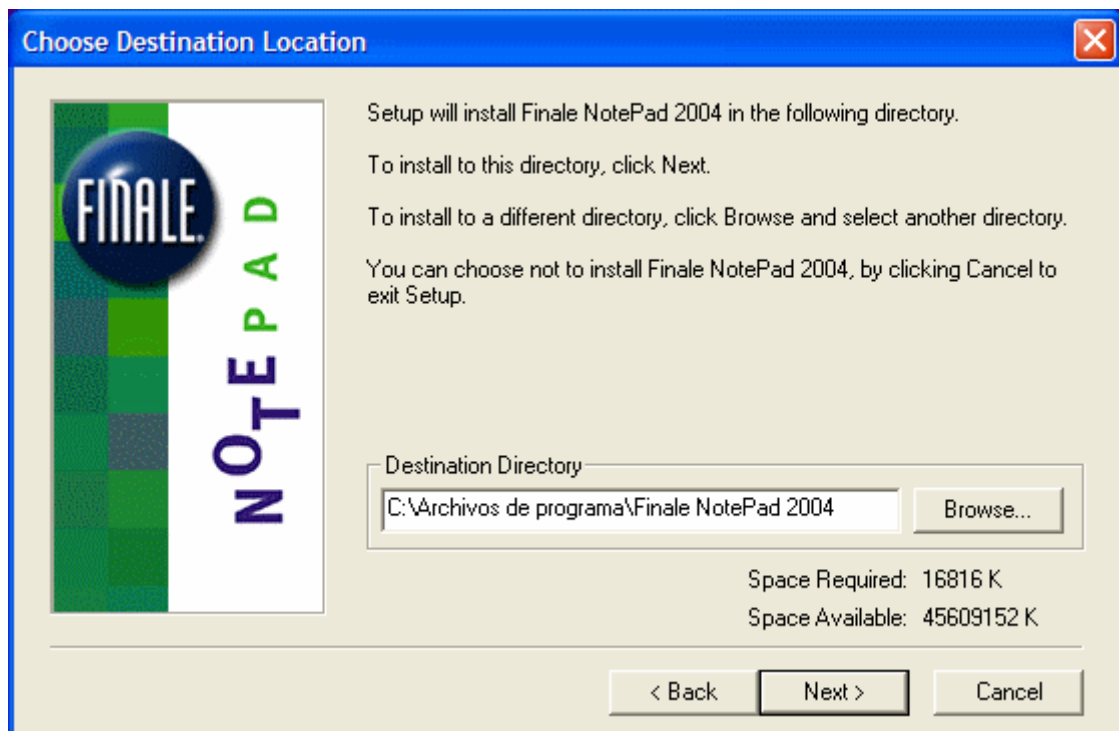 Choose Destination Location
FINALE.
NOTEPAD
Setup will install Finale NotePad 2004 in the following directory.
To install to this directory, click Next.
To install to a different directory, click Browse and select another directory.
You can choose not to install Finale NotePad 2004, by clicking Cancel to
exit Setup.
Destination Directory
C:\Archivos de programa\Finale NotePad 2004
Browse...
Space Required: 16816 K
Space Available: 45609152 K
< Back
Next >
Cancel